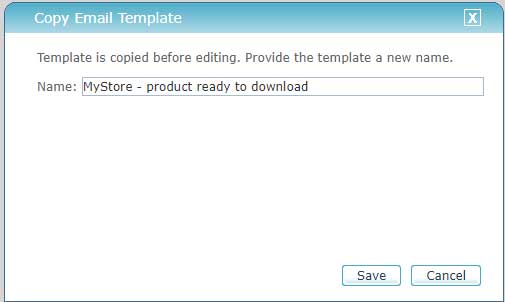 Copy Email Template X
Template is copied before editing. Provide the template a new name.
Name: MyStore - product ready to download
Save Cancel